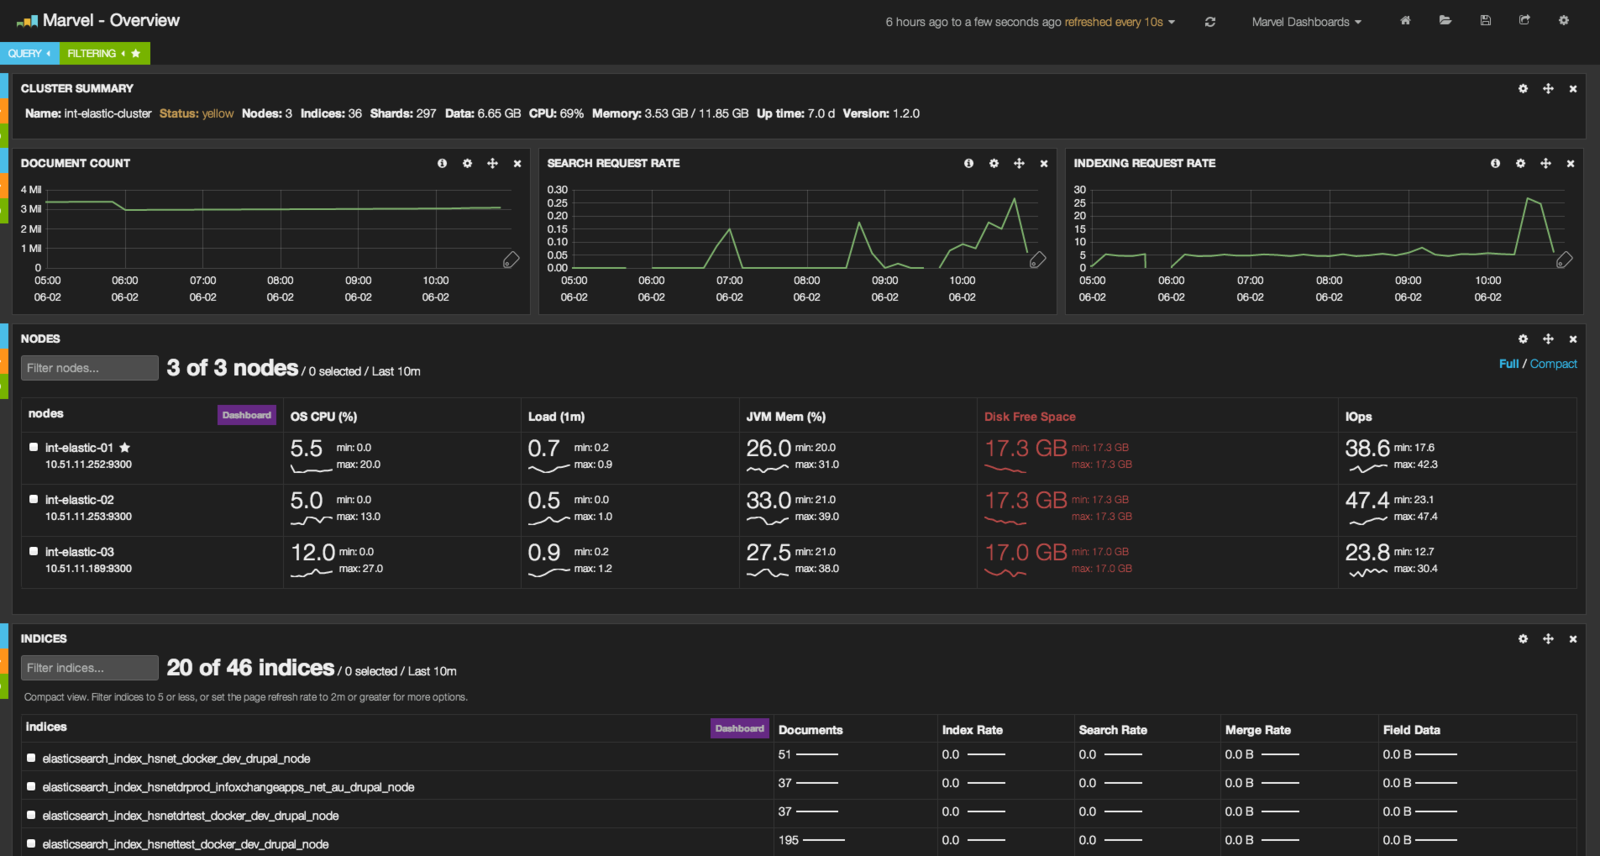 Marvel - Overview
6 hours ago to a few seconds ago refreshed every 10s
Marvel Dashboards
QUERY
FILTERING
CLUSTER SUMMARY
Name: int-elastic-cluster Status: yellow Nodes: 3 Indices: 36 Shards: 297 Data: 6.65 GB CPU: 69% Memory: 3.53 GB / 11.85 GB Up time: 7.0 d Version: 1.2.0
DOCUMENT COUNT
4 Mil
3 Mil
2 Mil
1 Mil
0
05:00 06:00 07:00 08:00 09:00 10:00
06-02 06-02 06-02 06-02 06-02 06-02
SEARCH REQUEST RATE
0.30
0.25
0.20
0.15
0.10
0.05
0.00
05:00 06:00 07:00 08:00 09:00 10:00
06-02 06-02 06-02 06-02 06-02 06-02
INDEXING REQUEST RATE
30
25
20
15
10
5
0
05:00 06:00 07:00 08:00 09:00 10:00
06-02 06-02 06-02 06-02 06-02 06-02
NODES
Filter nodes... 3 of 3 nodes / 0 selected / Last 10m
Full / Compact
nodes Dashboard OS CPU (%) Load (1m) JVM Mem (%) Disk Free Space IOps
int-elastic-01 5.5 min: 0.0 0.7 min: 0.2 26.0 min: 20.0 17.3 GB min: 17.3 GB 38.6 min: 17.6
10.51.11.252:9300 max: 20.0 max: 0.9 max: 31.0 max: 17.3 GB max: 42.3
int-elastic-02 5.0 min: 0.0 0.5 min: 0.0 33.0 min: 21.0 17.3 GB min: 17.3 GB 47.4 min: 23.1
10.51.11.253:9300 max: 13.0 max: 1.0 max: 39.0 max: 17.3 GB max: 47.4
int-elastic-03 12.0 min: 0.0 0.9 min: 0.2 27.5 min: 21.0 17.0 GB min: 17.0 GB 23.8 min: 12.7
10.51.11.189:9300 max: 27.0 max: 1.2 max: 38.0 max: 17.0 GB max: 30.4
INDICES
Filter indices... 20 of 46 indices / 0 selected / Last 10m
Compact view. Filter indices to 5 or less, or set the page refresh rate to 2m or greater for more options.
indices Dashboard Documents Index Rate Search Rate Merge Rate Field Data
elasticsearch_index_hsnet_docker_dev_drupal_node 51 0.0 0.0 0.0 B 0.0 B
elasticsearch_index_hsnetdrprod_infoxchangeapps_net_au_drupal_node 37 0.0 0.0 0.0 B 0.0 B
elasticsearch_index_hsnetdrtest_docker_dev_drupal_node 37 0.0 0.0 0.0 B 0.0 B
elasticsearch_index_hsnettest_docker_dev_drupal_node 195 0.0 0.0 0.0 B 0.0 B